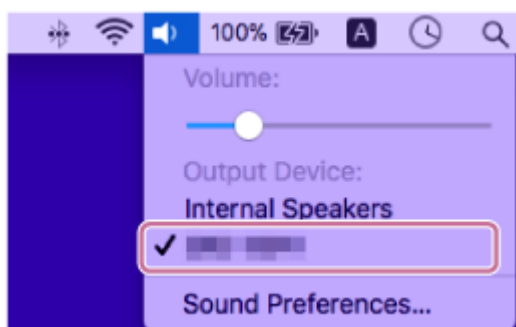 100% A
Volume:
Output Device:
Internal Speakers
Sound Preferences...